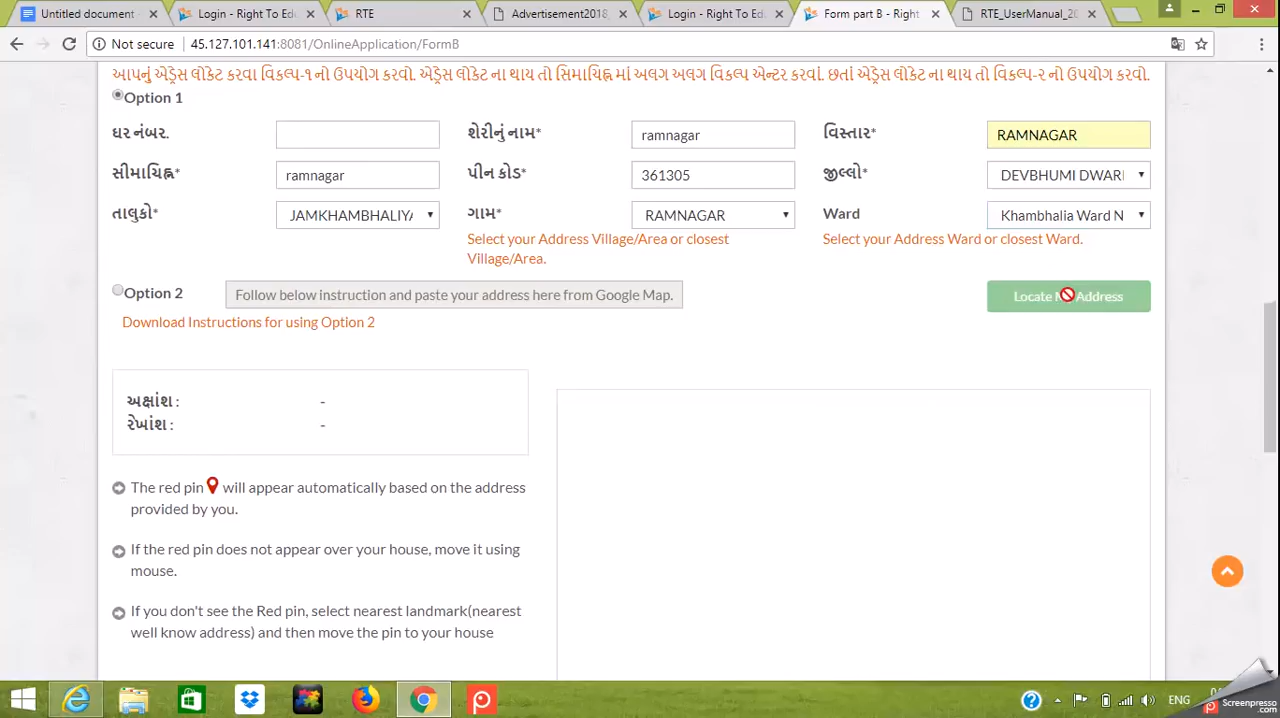 Untitled document
Login - Right To Ed
RTE
Advertisement2018
Login - Right To Ed
Form part B - Right
RTE_UserManual_20
Not secure
45.127.101.141:8081/OnlineApplication/FormB
આપનું એડ્રેસ લોકેટ કરવા વિકલ્પ-૧ નો ઉપયોગ કરવો. એડ્રેસ લોકેટ ના થાય તો સિમાચિહ્ન માં અલગ અલગ વિકલ્પ એન્ટર કરવાં. છતાં એડ્રેસ લોકેટ ના થાય તો વિકલ્પ-૨ નો ઉપયોગ કરવો.
Option 1
ઘર નંબર. શેરીનું નામ* ramnagar વિસ્તાર* RAMNAGAR
સીમાચિહ્ન* ramnagar પીન કોડ* 361305 જીલ્લો* DEVBHUMI DWAR
તાલુકો* JAMKHAMBHALIYA ગામ* RAMNAGAR Ward Khambhalia Ward N
Select your Address Village/Area or closest
Village/Area.
Select your Address Ward or closest Ward.
Option 2 Follow below instruction and paste your address here from Google Map. Locate Address
Download Instructions for using Option 2
અક્ષાંશ : -
રેખાંશ : -
The red pin will appear automatically based on the address
provided by you.
If the red pin does not appear over your house, move it using
mouse.
If you don't see the Red pin, select nearest landmark(nearest
well know address) and then move the pin to your house
ENG
Screenpresso
.com